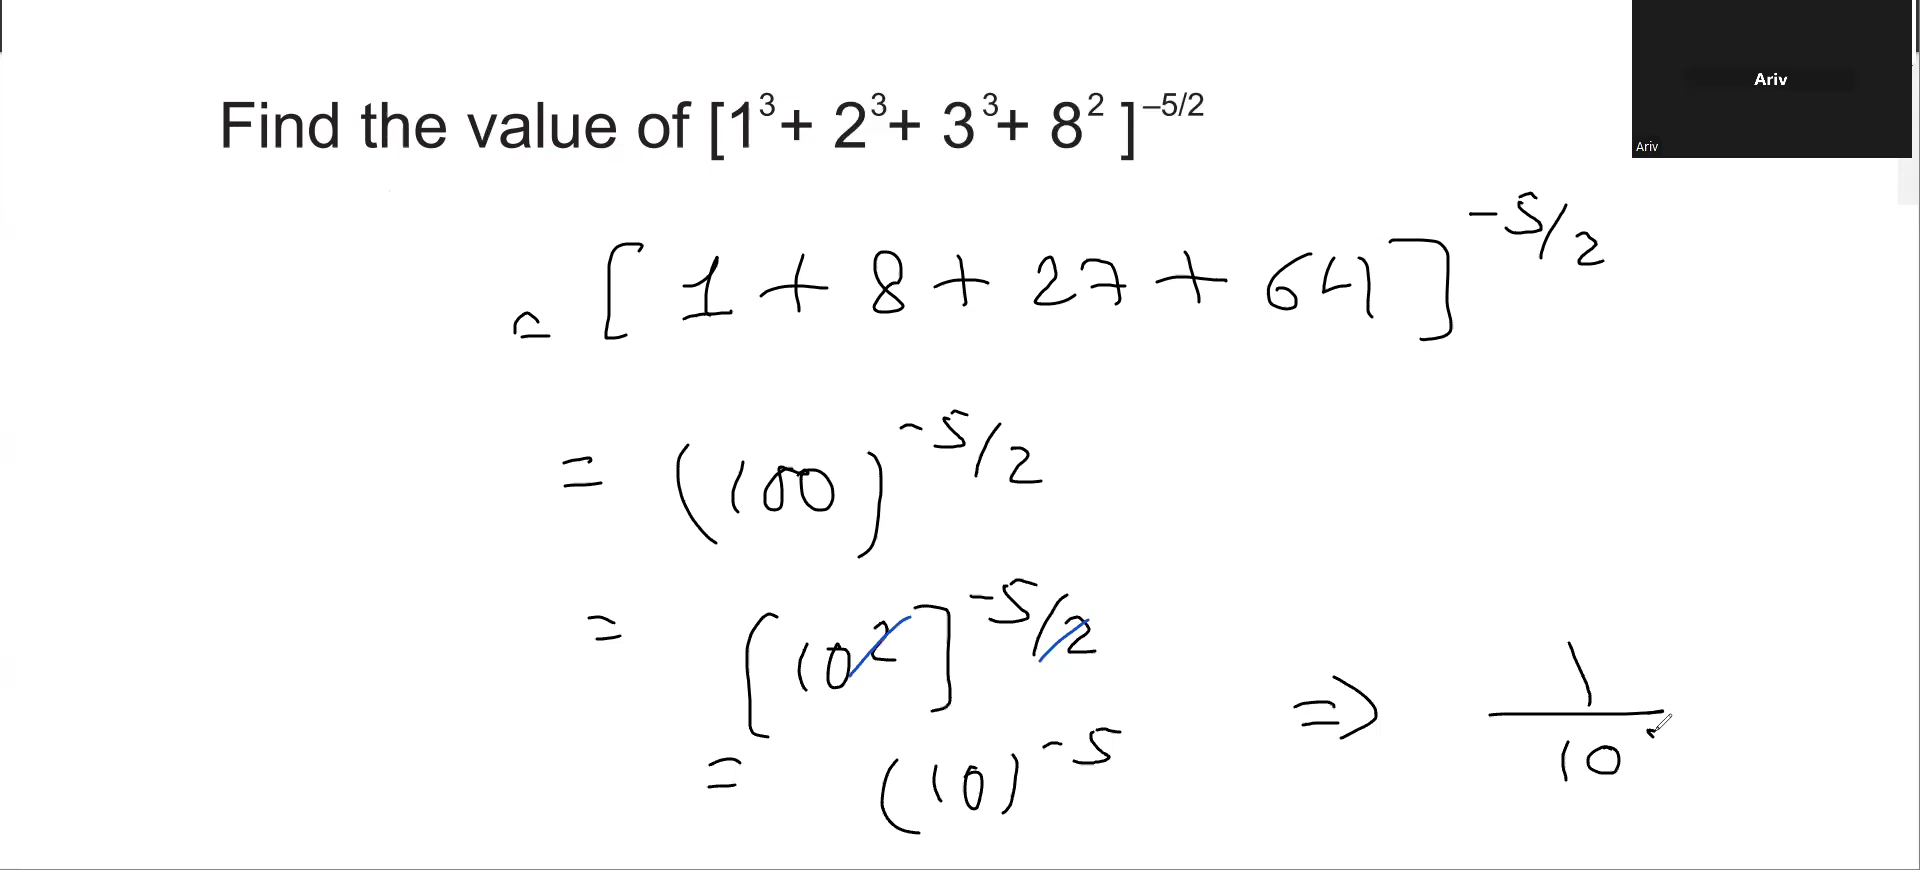 Ariv
Ariv
Find the value of [1³+ 2³+ 3³+ 8² ]^–5/2
= [ 1 + 8 + 27 + 64 ]^-5/2
= (100)^-5/2
= [10²]^-5/2
= (10)^-5 => 1/10